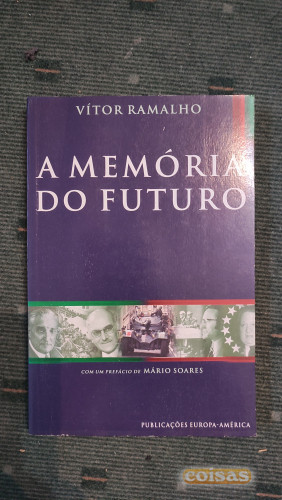 VÍTOR RAMALHO
A MEMÓRIA
DO FUTURO
COM UM PREFÁCIO DE MÁRIO SOARES
PUBLICAÇÕES EUROPA-AMÉRICA
coisas